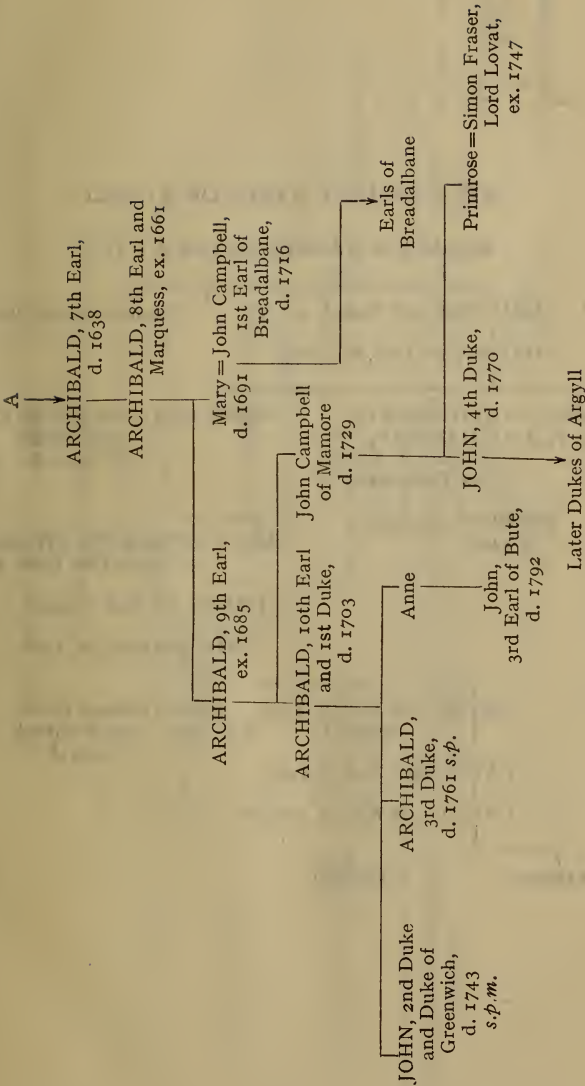 A
ARCHIBALD, 7th Earl,
d. 1638
ARCHIBALD, 8th Earl and
Marquess, ex. 1661
ARCHIBALD, 9th Earl,
ex. 1685
Mary = John Campbell,
d. 1691
1st Earl of
Breadalbane,
d. 1716
ARCHIBALD, 10th Earl
and 1st Duke,
d. 1703
John Campbell
of Mamore
d. 1729
Earls of
Breadalbane
JOHN, 2nd Duke
and Duke of
Greenwich,
d. 1743
s.p.m.
ARCHIBALD,
3rd Duke,
d. 1761 s.p.
Anne
JOHN, 4th Duke,
d. 1770
Primrose = Simon Fraser,
Lord Lovat,
ex. 1747
John,
3rd Earl of Bute,
d. 1792
Later Dukes of Argyll